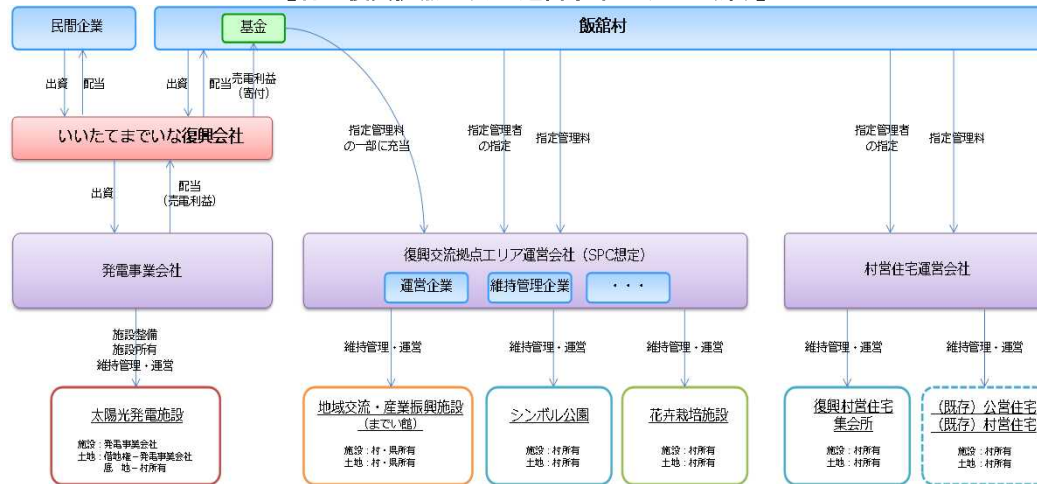 民間企業
基金
飯舘村
出資
配当
出資
配当
売電利益
(寄付)
いいたてまでいな復興会社
指定管理料
の一部に充当
指定管理者
の指定
指定管理料
指定管理者
の指定
指定管理料
出資
配当
(売電利益)
発電事業会社
復興交流拠点エリア運営会社(SPC想定)
運営企業
維持管理企業
・・・
村営住宅運営会社
施設整備
施設所有
維持管理・運営
維持管理・運営
維持管理・運営
維持管理・運営
維持管理・運営
維持管理・運営
太陽光発電施設
施設:発電事業会社
土地:借地権-発電事業会社
底 地-村所有
地域交流・産業振興施設
(までい館)
施設:村・県所有
土地:村・県所有
シンボル公園
施設:村所有
土地:村所有
花卉栽培施設
施設:村所有
土地:村所有
復興村営住宅
集会所
施設:村所有
土地:村所有
(既存)公営住宅
(既存)村営住宅
施設:村所有
土地:村所有